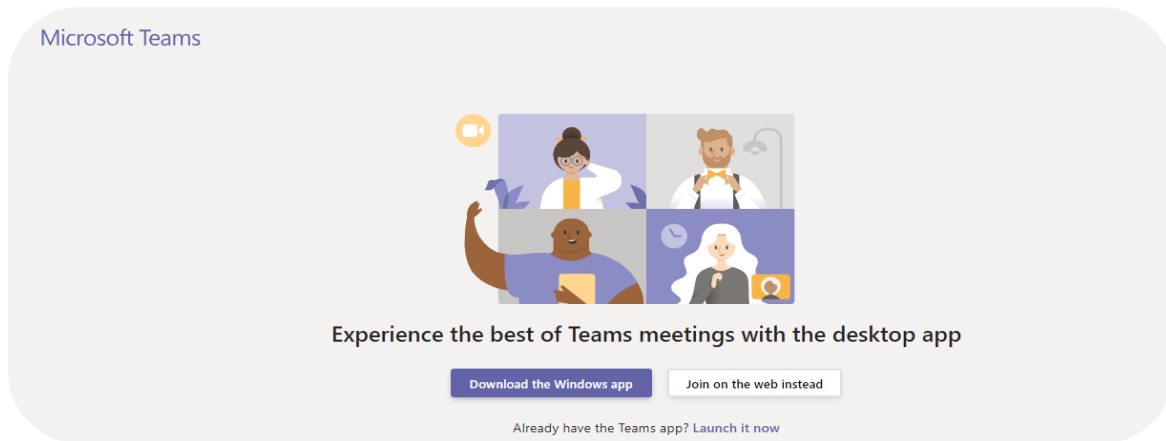 Microsoft Teams
Experience the best of Teams meetings with the desktop app
Download the Windows app
Join on the web instead
Already have the Teams app? Launch it now